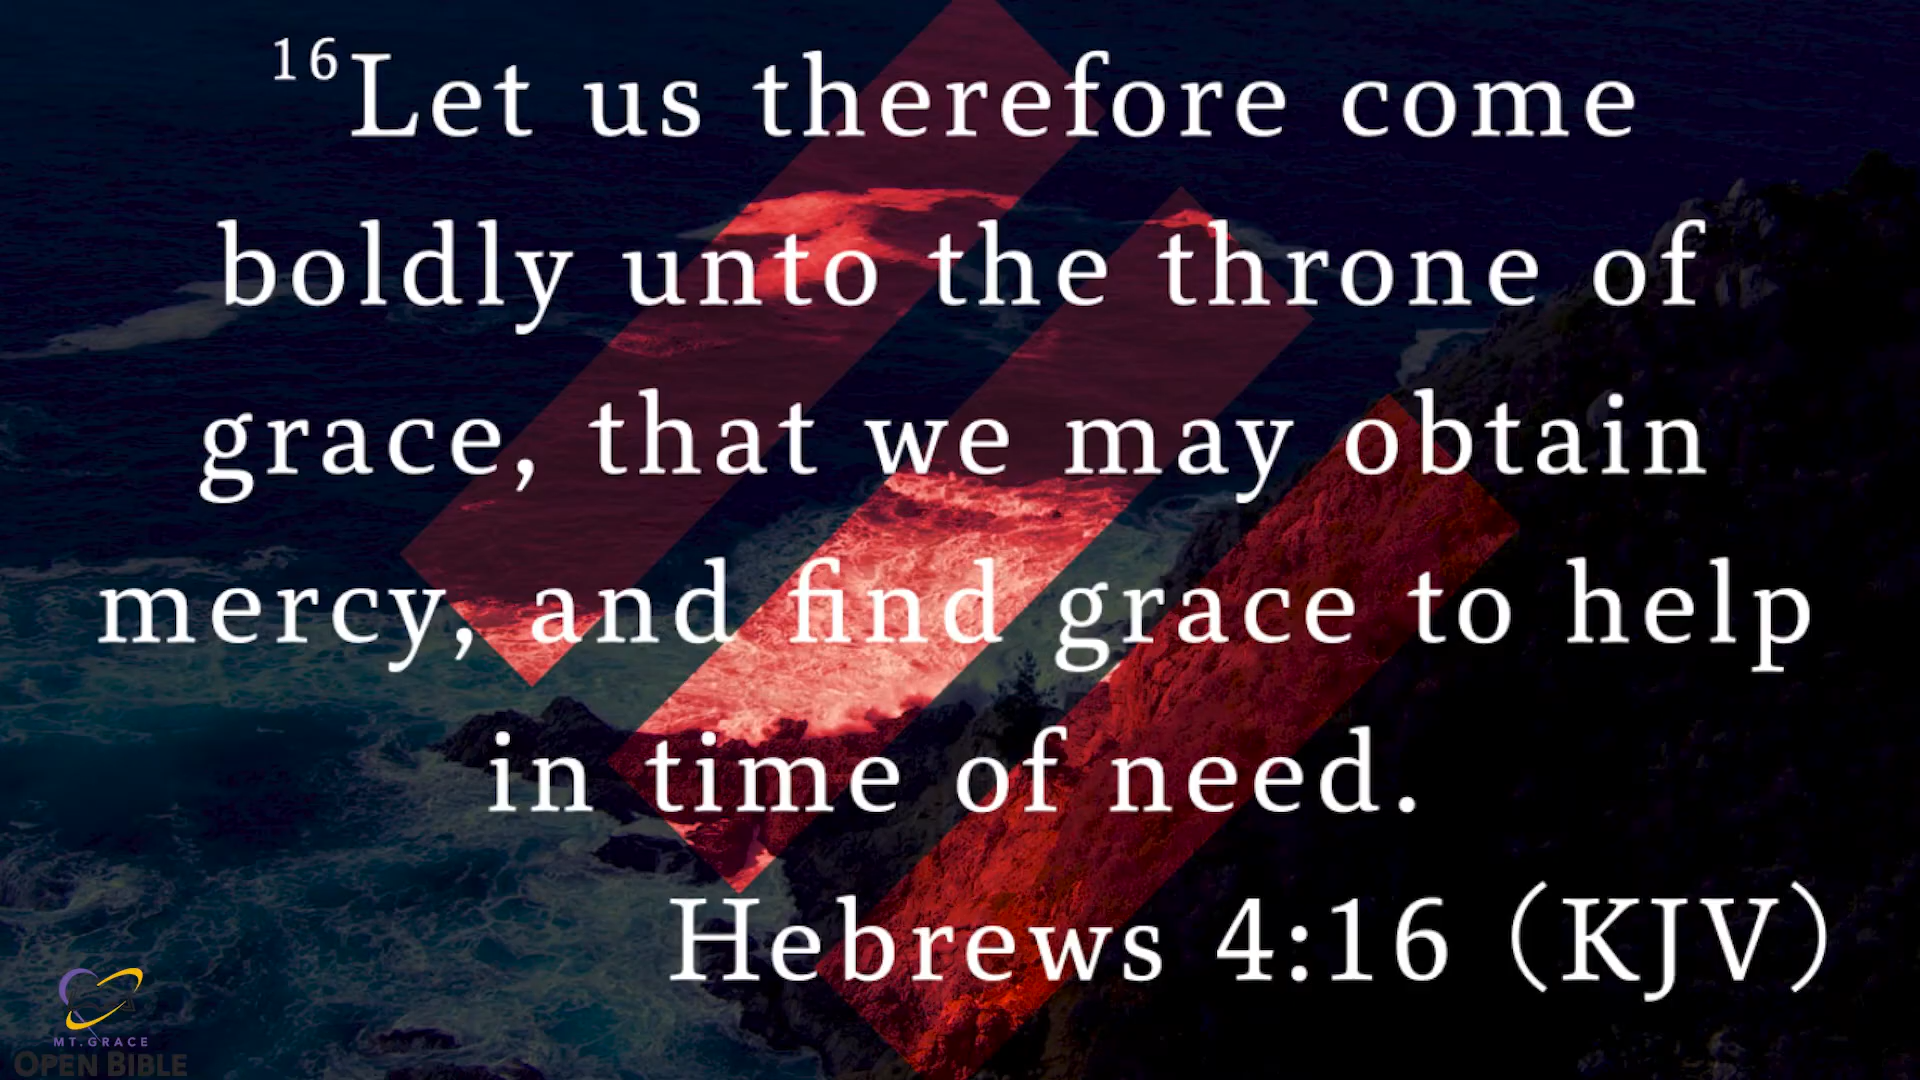 16Let us therefore come
boldly unto the throne of
grace, that we may obtain
mercy, and find grace to help
in time of need.
Hebrews 4:16 (KJV)
MT.GRACE
OPEN BIBLE